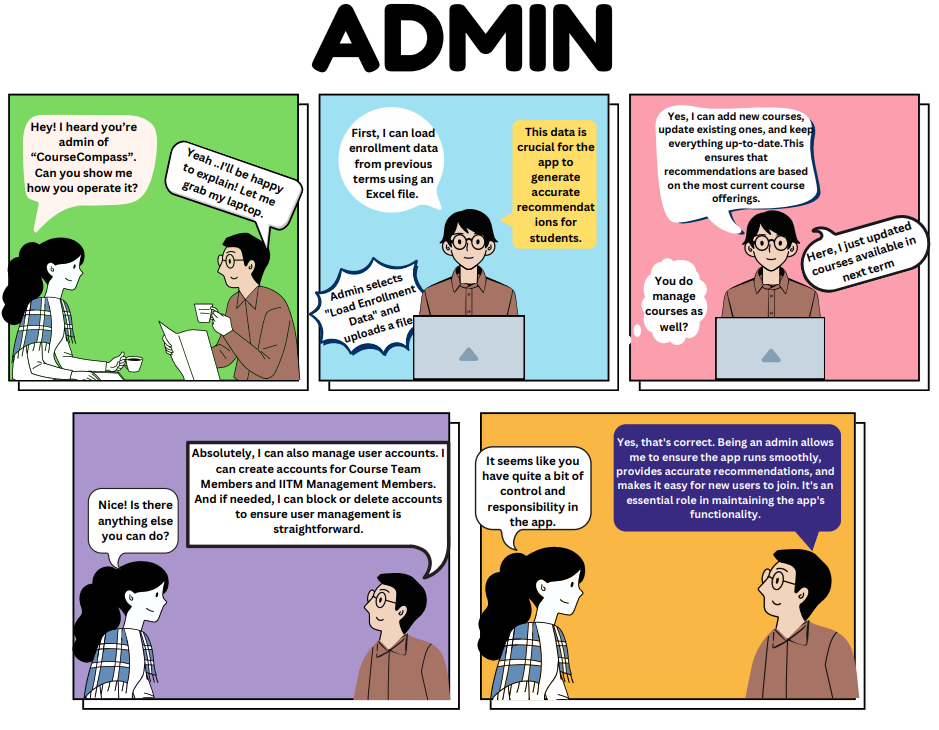 ADMIN
Hey! I heard you're
admin of
“CourseCompass”.
Can you show me
how you operate it?
Yeah ..I'll be happy
to explain! Let me
grab my laptop.
First, I can load
enrollment data
from previous
terms using an
Excel file.
This data is
crucial for the
app to
generate
accurate
recommendat
ions for
students.
Admin selects
"Load Enrollment
Data" and
uploads a file
Yes, I can add new courses,
update existing ones, and keep
everything up-to-date.This
ensures that
recommendations are based
on the most current course
offerings.
You do
manage
courses as
well?
Here, I just updated
courses available in
next term
Nice! Is there
anything else
you can do?
Absolutely, I can also manage user accounts. I
can create accounts for Course Team
Members and IITM Management Members.
And if needed, I can block or delete accounts
to ensure user management is
straightforward.
It seems like you
have quite a bit of
control and
responsibility in
the app.
Yes, that's correct. Being an admin allows
me to ensure the app runs smoothly,
provides accurate recommendations, and
makes it easy for new users to join. It's an
essential role in maintaining the app's
functionality.